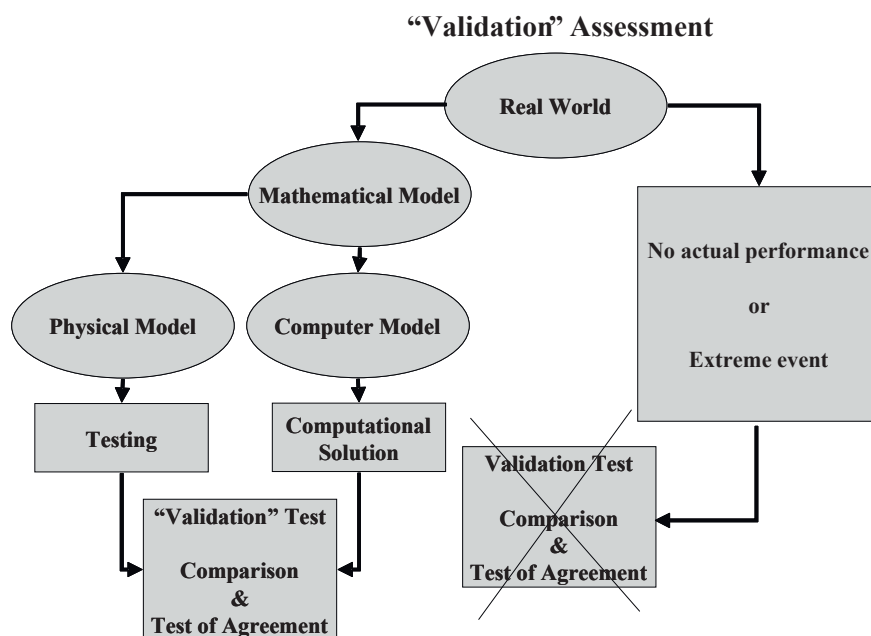 “Validation” Assessment
Real World
Mathematical Model
No actual performance
or
Extreme event
Physical Model
Computer Model
Testing
Computational
Solution
Validation Test
Comparison
&
Test of Agreement
“Validation” Test
Comparison
&
Test of Agreement